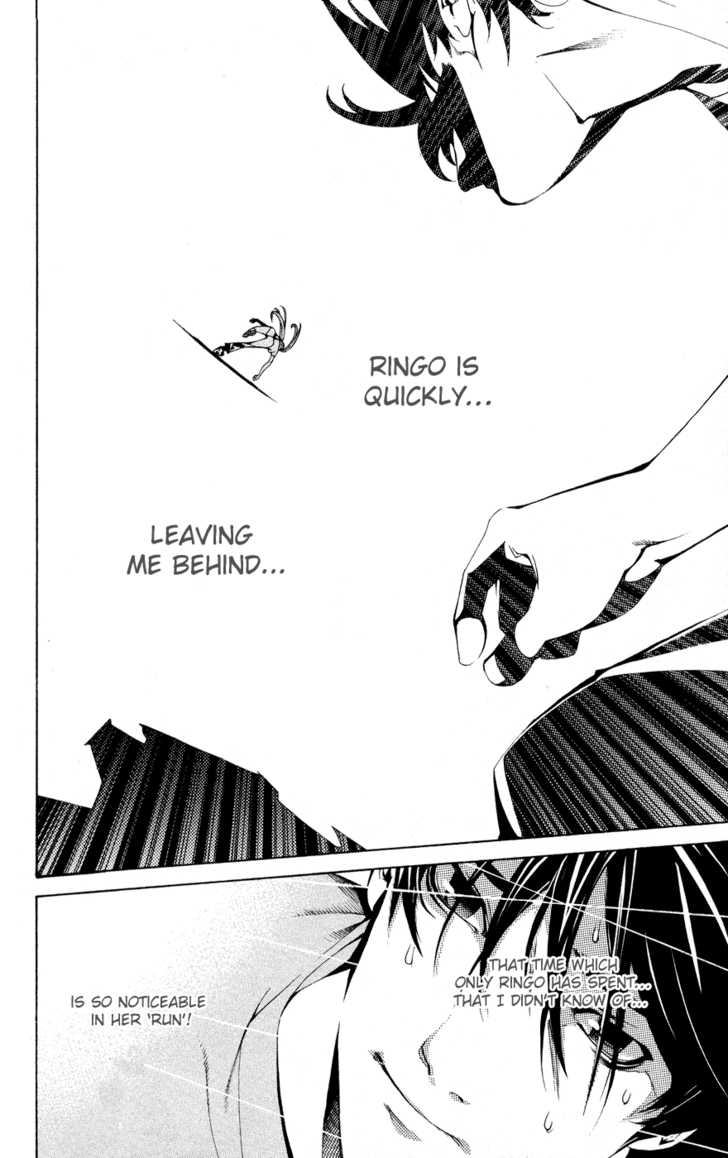 RINGO IS
QUICKLY...
LEAVING
ME BEHIND...
THAT TIME WHICH
ONLY RINGO HAS SPENT...
THAT I DIDN'T KNOW OF...
IS SO NOTICEABLE
IN HER 'RUN'!